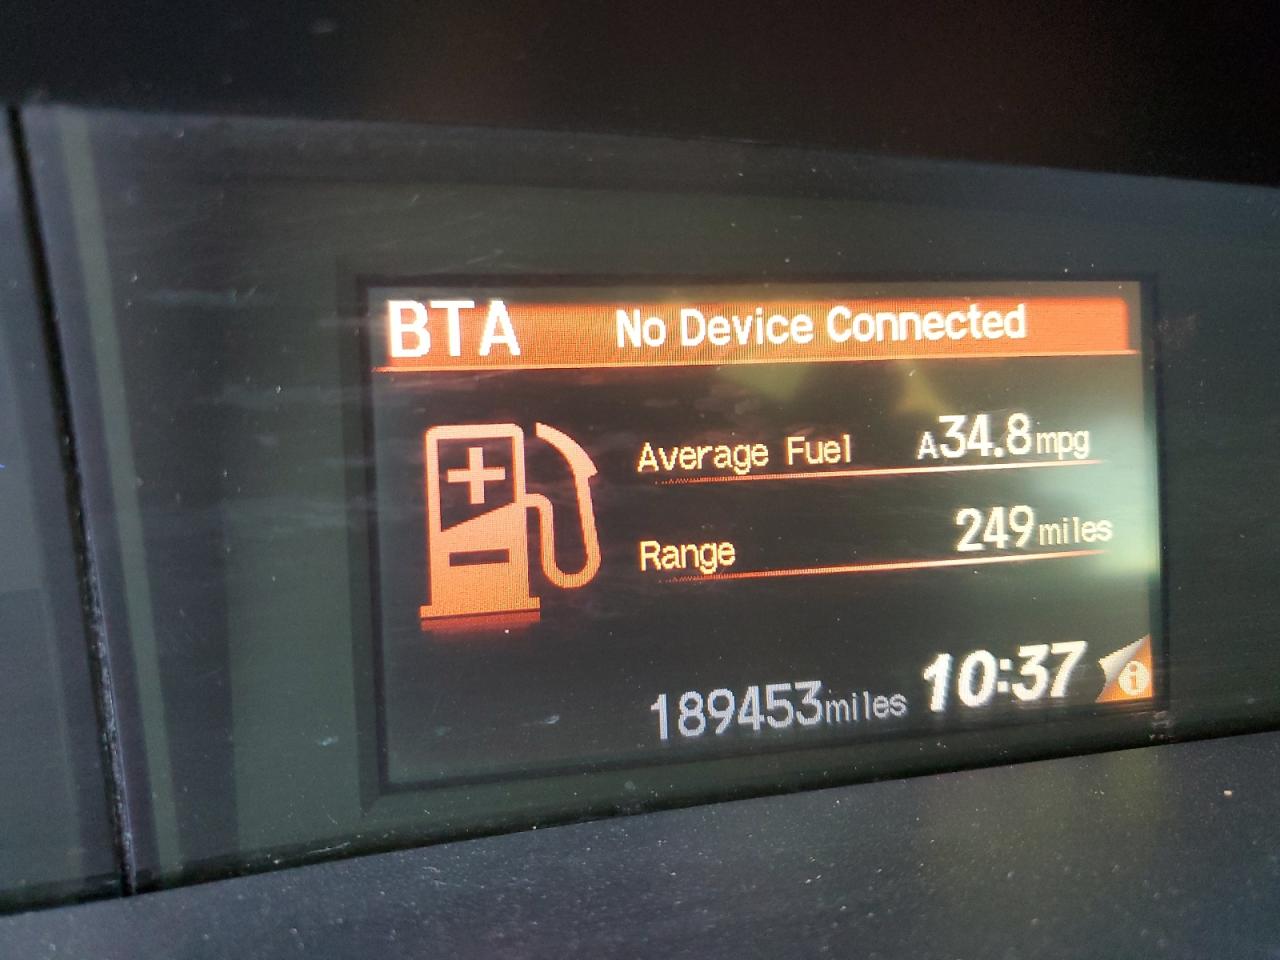 BTA No Device Connected
Average Fuel A34.8mpg
Range 249miles
189453miles 10:37 i